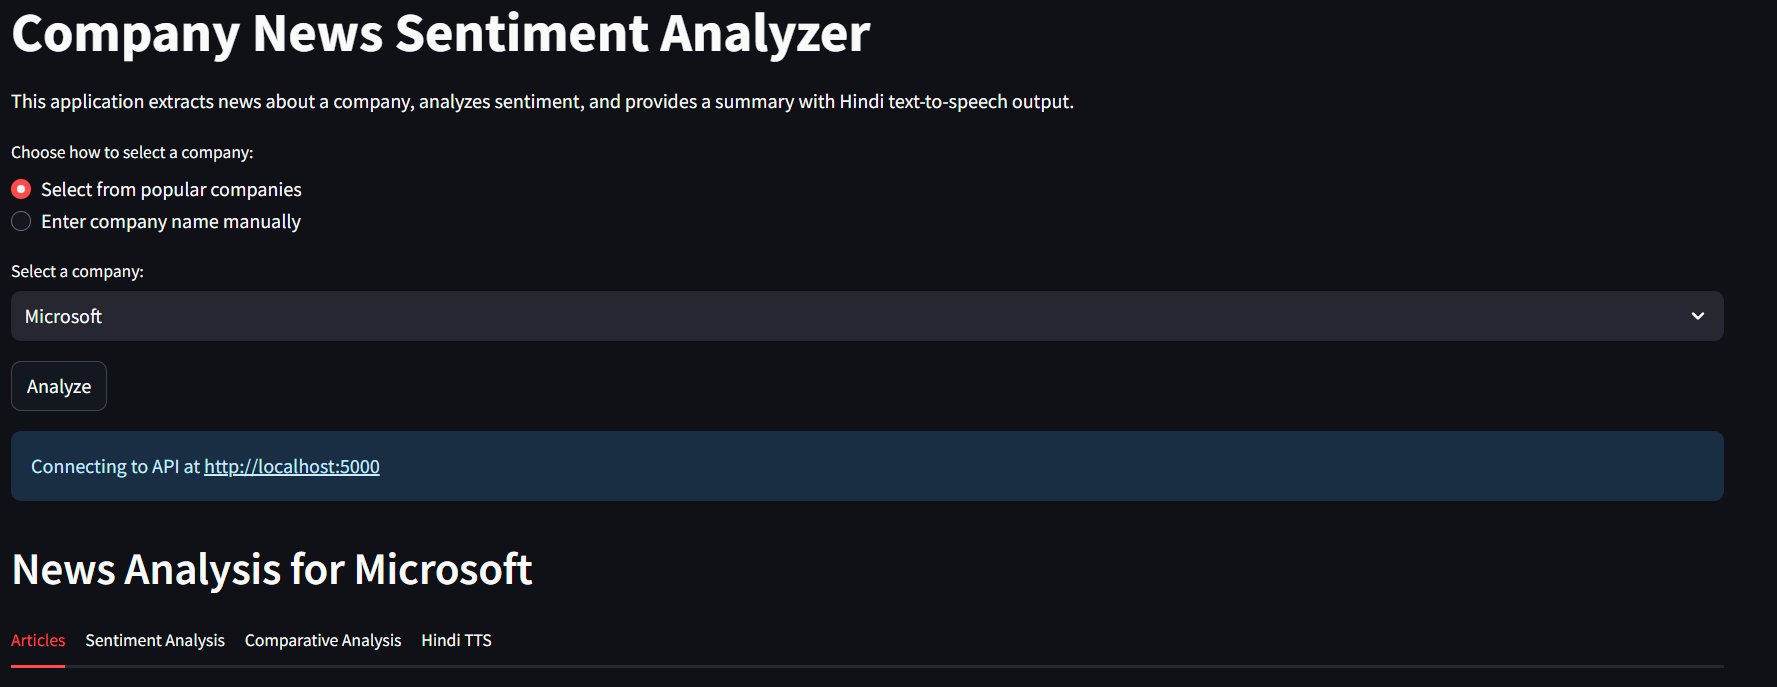 Company News Sentiment Analyzer
This application extracts news about a company, analyzes sentiment, and provides a summary with Hindi text-to-speech output.
Choose how to select a company:
Select from popular companies
Enter company name manually
Select a company:
Microsoft
Analyze
Connecting to API at http://localhost:5000
News Analysis for Microsoft
Articles Sentiment Analysis Comparative Analysis Hindi TTS